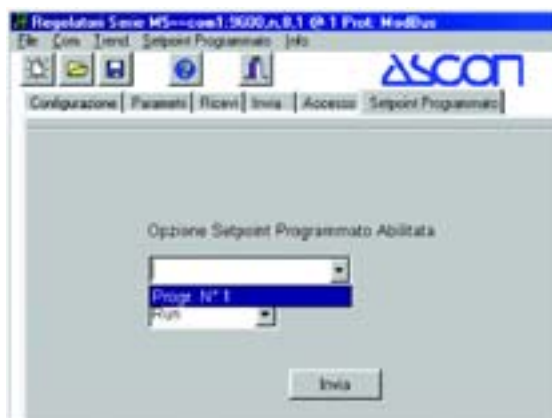 Regolatori Serie M5---com1:9600,n,8,1 @ 1 Prot: ModBus
File Com Trend Setpoint Programmato Info
ASCON
Configurazione Parametri Ricevi Invia Accesso Setpoint Programmato
Opzione Setpoint Programmato Abilitata
Progr. N° 1
Run
Invia